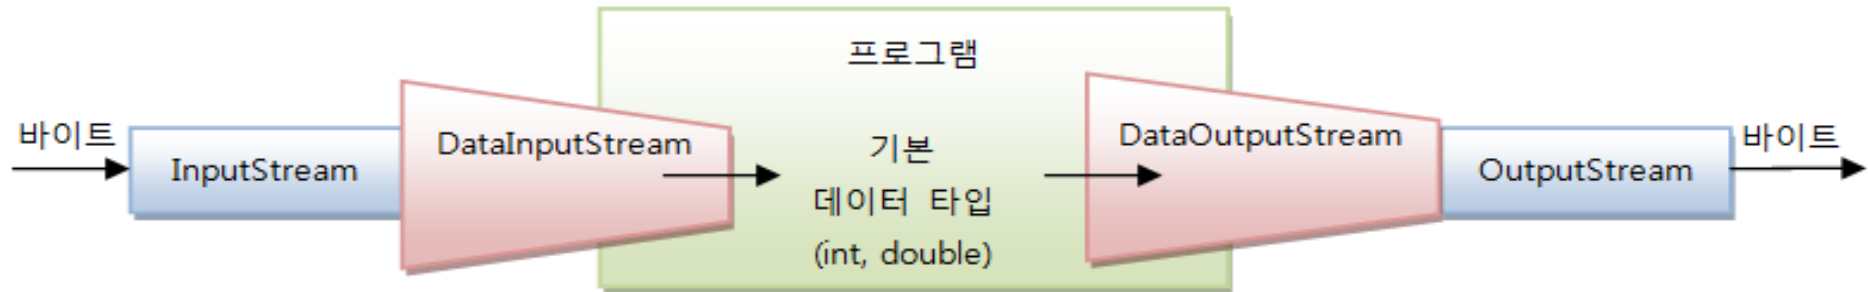 바이트
InputStream
DataInputStream
프로그램
기본
데이터 타입
(int, double)
DataOutputStream
OutputStream
바이트